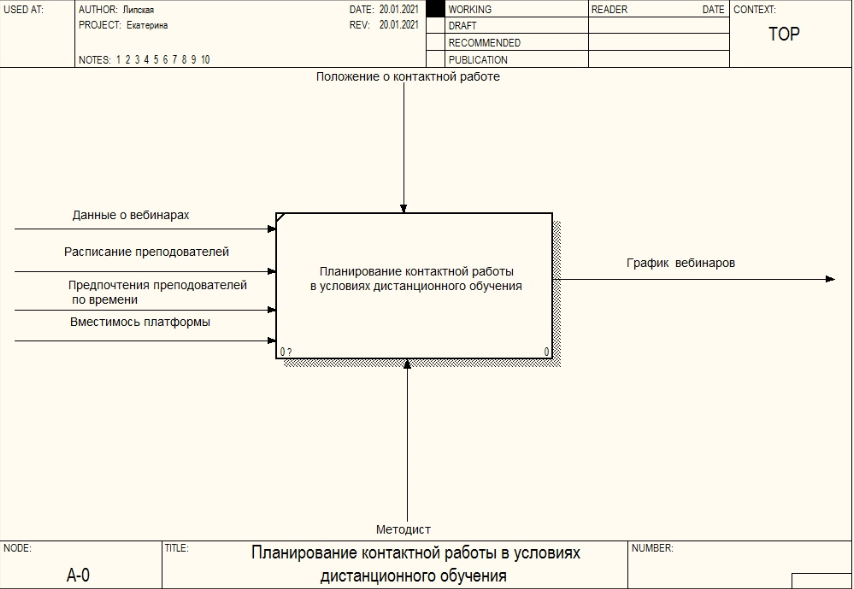 USED AT:
AUTHOR: Липская
DATE: 20.01.2021
WORKING
READER
DATE
CONTEXT:
PROJECT: Екатерина
REV: 20.01.2021
DRAFT
TOP
RECOMMENDED
NOTES: 1 2 3 4 5 6 7 8 9 10
PUBLICATION
Положение о контактной работе
Данные о вебинарах
Расписание преподователей
Предпочтения преподователей
по времени
Вместимось платформы
Планирование контактной работы
в условиях дистанционного обучения
0 ?
0
График вебинаров
Методист
NODE:
TITLE:
NUMBER:
A-0
Планирование контактной работы в условиях
дистанционного обучения